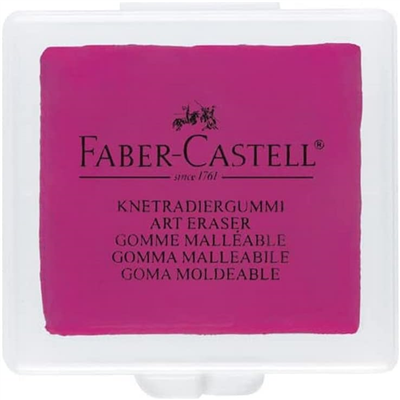 FABER-CASTELL®
since 1761
KNETRADIERGUMMI
ART ERASER
GOMME MALLÉABLE
GOMMA MALLEABILE
GOMA MOLDEABLE